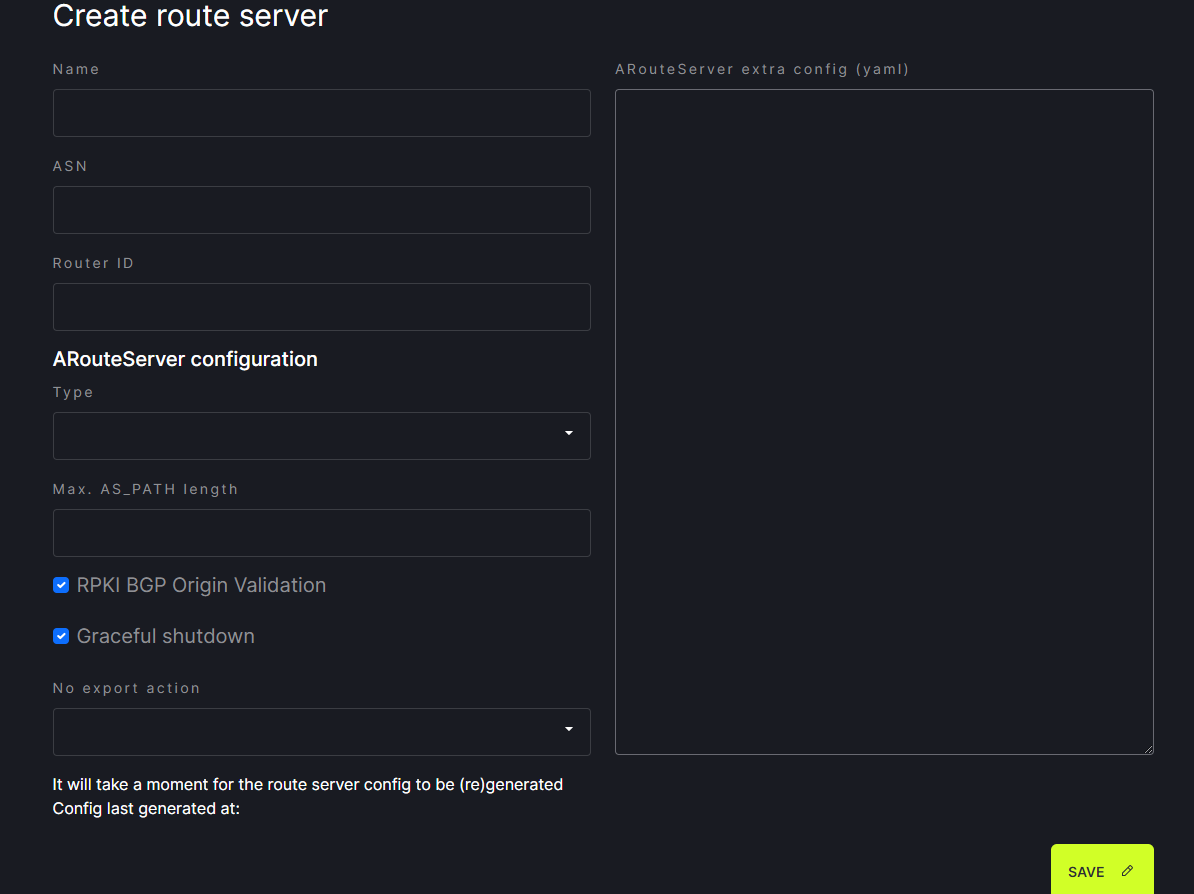 Create route server
Name
ASN
Router ID
ARouteServer configuration
Type
Max. AS_PATH length
RPKI BGP Origin Validation
Graceful shutdown
No export action
It will take a moment for the route server config to be (re)generated
Config last generated at:
ARouteServer extra config (yaml)
SAVE